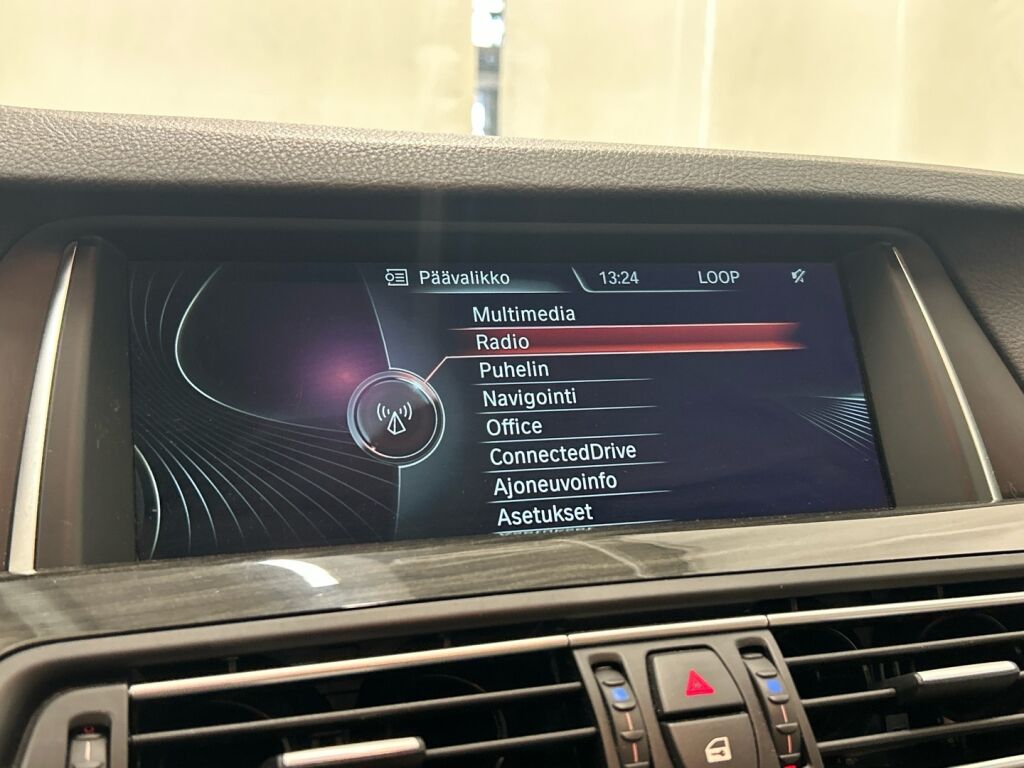 Päävalikko 13:24 LOOP
Multimedia
Radio
Puhelin
Navigointi
Office
ConnectedDrive
Ajoneuvoinfo
Asetukset